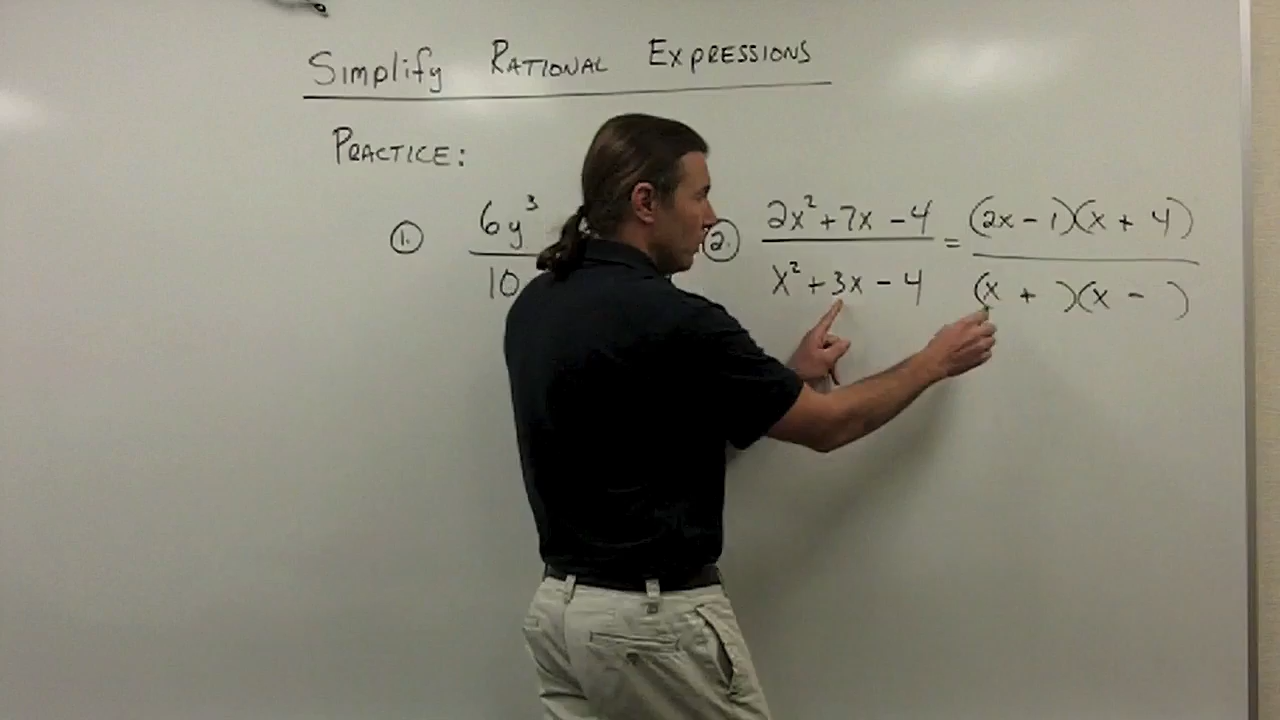 Simplify RATIONAL EXPRESSIONS
PRACTICE:
1. 6y³
10
2. 2x² + 7x - 4 = (2x - 1)(x + 4)
x² + 3x - 4 (x + )(x - )